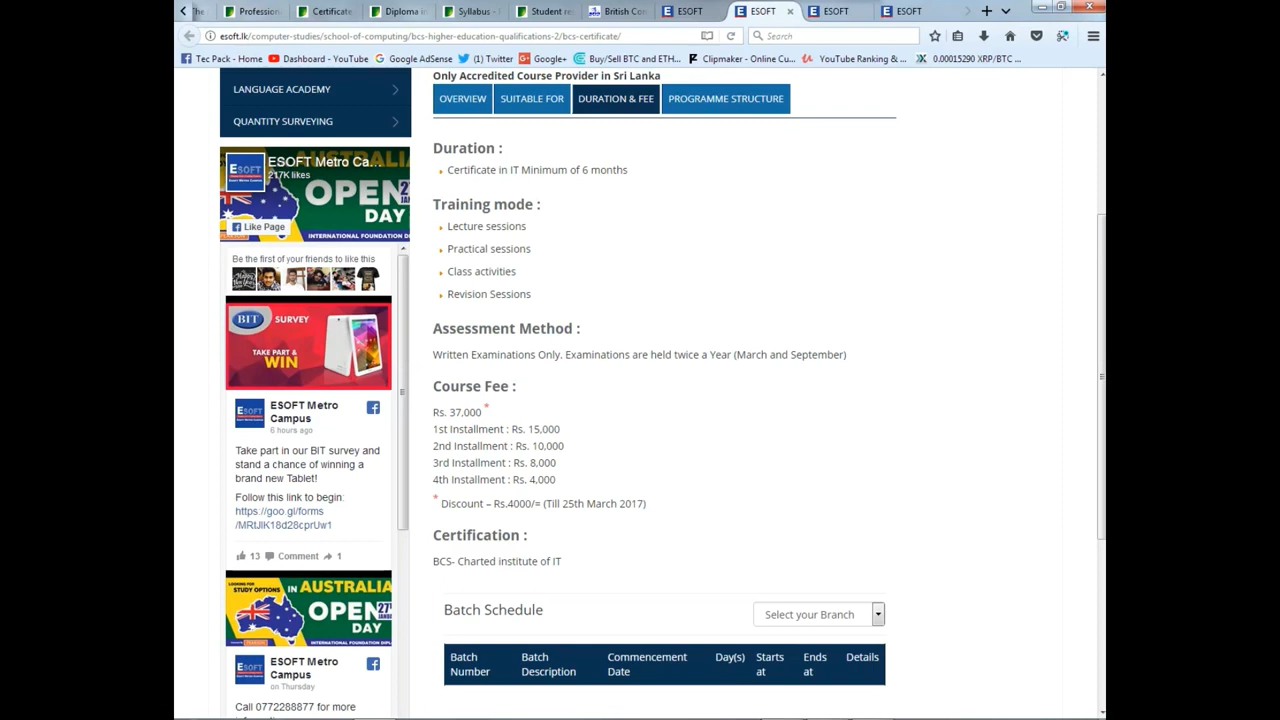 he
Profession
Certificate
Diploma in
Syllabus -
Student re
British Com
ESOFT
ESOFT
ESOFT
ESOFT
esoft.lk/computer-studies/school-of-computing/bcs-higher-education-qualifications-2/bcs-certificate/
Search
Tec Pack - Home
Dashboard - YouTube
Google AdSense
(1) Twitter
Google+
Buy/Sell BTC and ETH...
Clipmaker - Online Cu...
YouTube Ranking & ...
0.00015290 XRP/BTC ...
LANGUAGE ACADEMY
QUANTITY SURVEYING
ESOFT Metro Ca...
217K likes
AUSTRALIA
OPEN
DAY
Like Page
INTERNATIONAL FOUNDATION DIPL
Be the first of your friends to like this
BIT SURVEY
TAKE PART &
WIN
ESOFT Metro
Campus
6 hours ago
Take part in our BIT survey and
stand a chance of winning a
brand new Tablet!
Follow this link to begin:
https://goo.gl/forms
/MRtJlK18d28cprUw1
13 Comment 1
LOOKING FOR
STUDY OPTIONS
IN AUSTRALIA
OPEN
DAY
INTERNATIONAL FOUNDATION DIPL
ESOFT Metro
Campus
on Thursday
Call 0772288877 for more
Only Accredited Course Provider in Sri Lanka
OVERVIEW
SUITABLE FOR
DURATION & FEE
PROGRAMME STRUCTURE
Duration :
Certificate in IT Minimum of 6 months
Training mode :
Lecture sessions
Practical sessions
Class activities
Revision Sessions
Assessment Method :
Written Examinations Only. Examinations are held twice a Year (March and September)
Course Fee :
Rs. 37,000 *
1st Installment : Rs. 15,000
2nd Installment : Rs. 10,000
3rd Installment : Rs. 8,000
4th Installment : Rs. 4,000
* Discount – Rs.4000/= (Till 25th March 2017)
Certification :
BCS- Charted institute of IT
Batch Schedule
Select your Branch
Batch Number
Batch Description
Commencement Date
Day(s)
Starts at
Ends at
Details